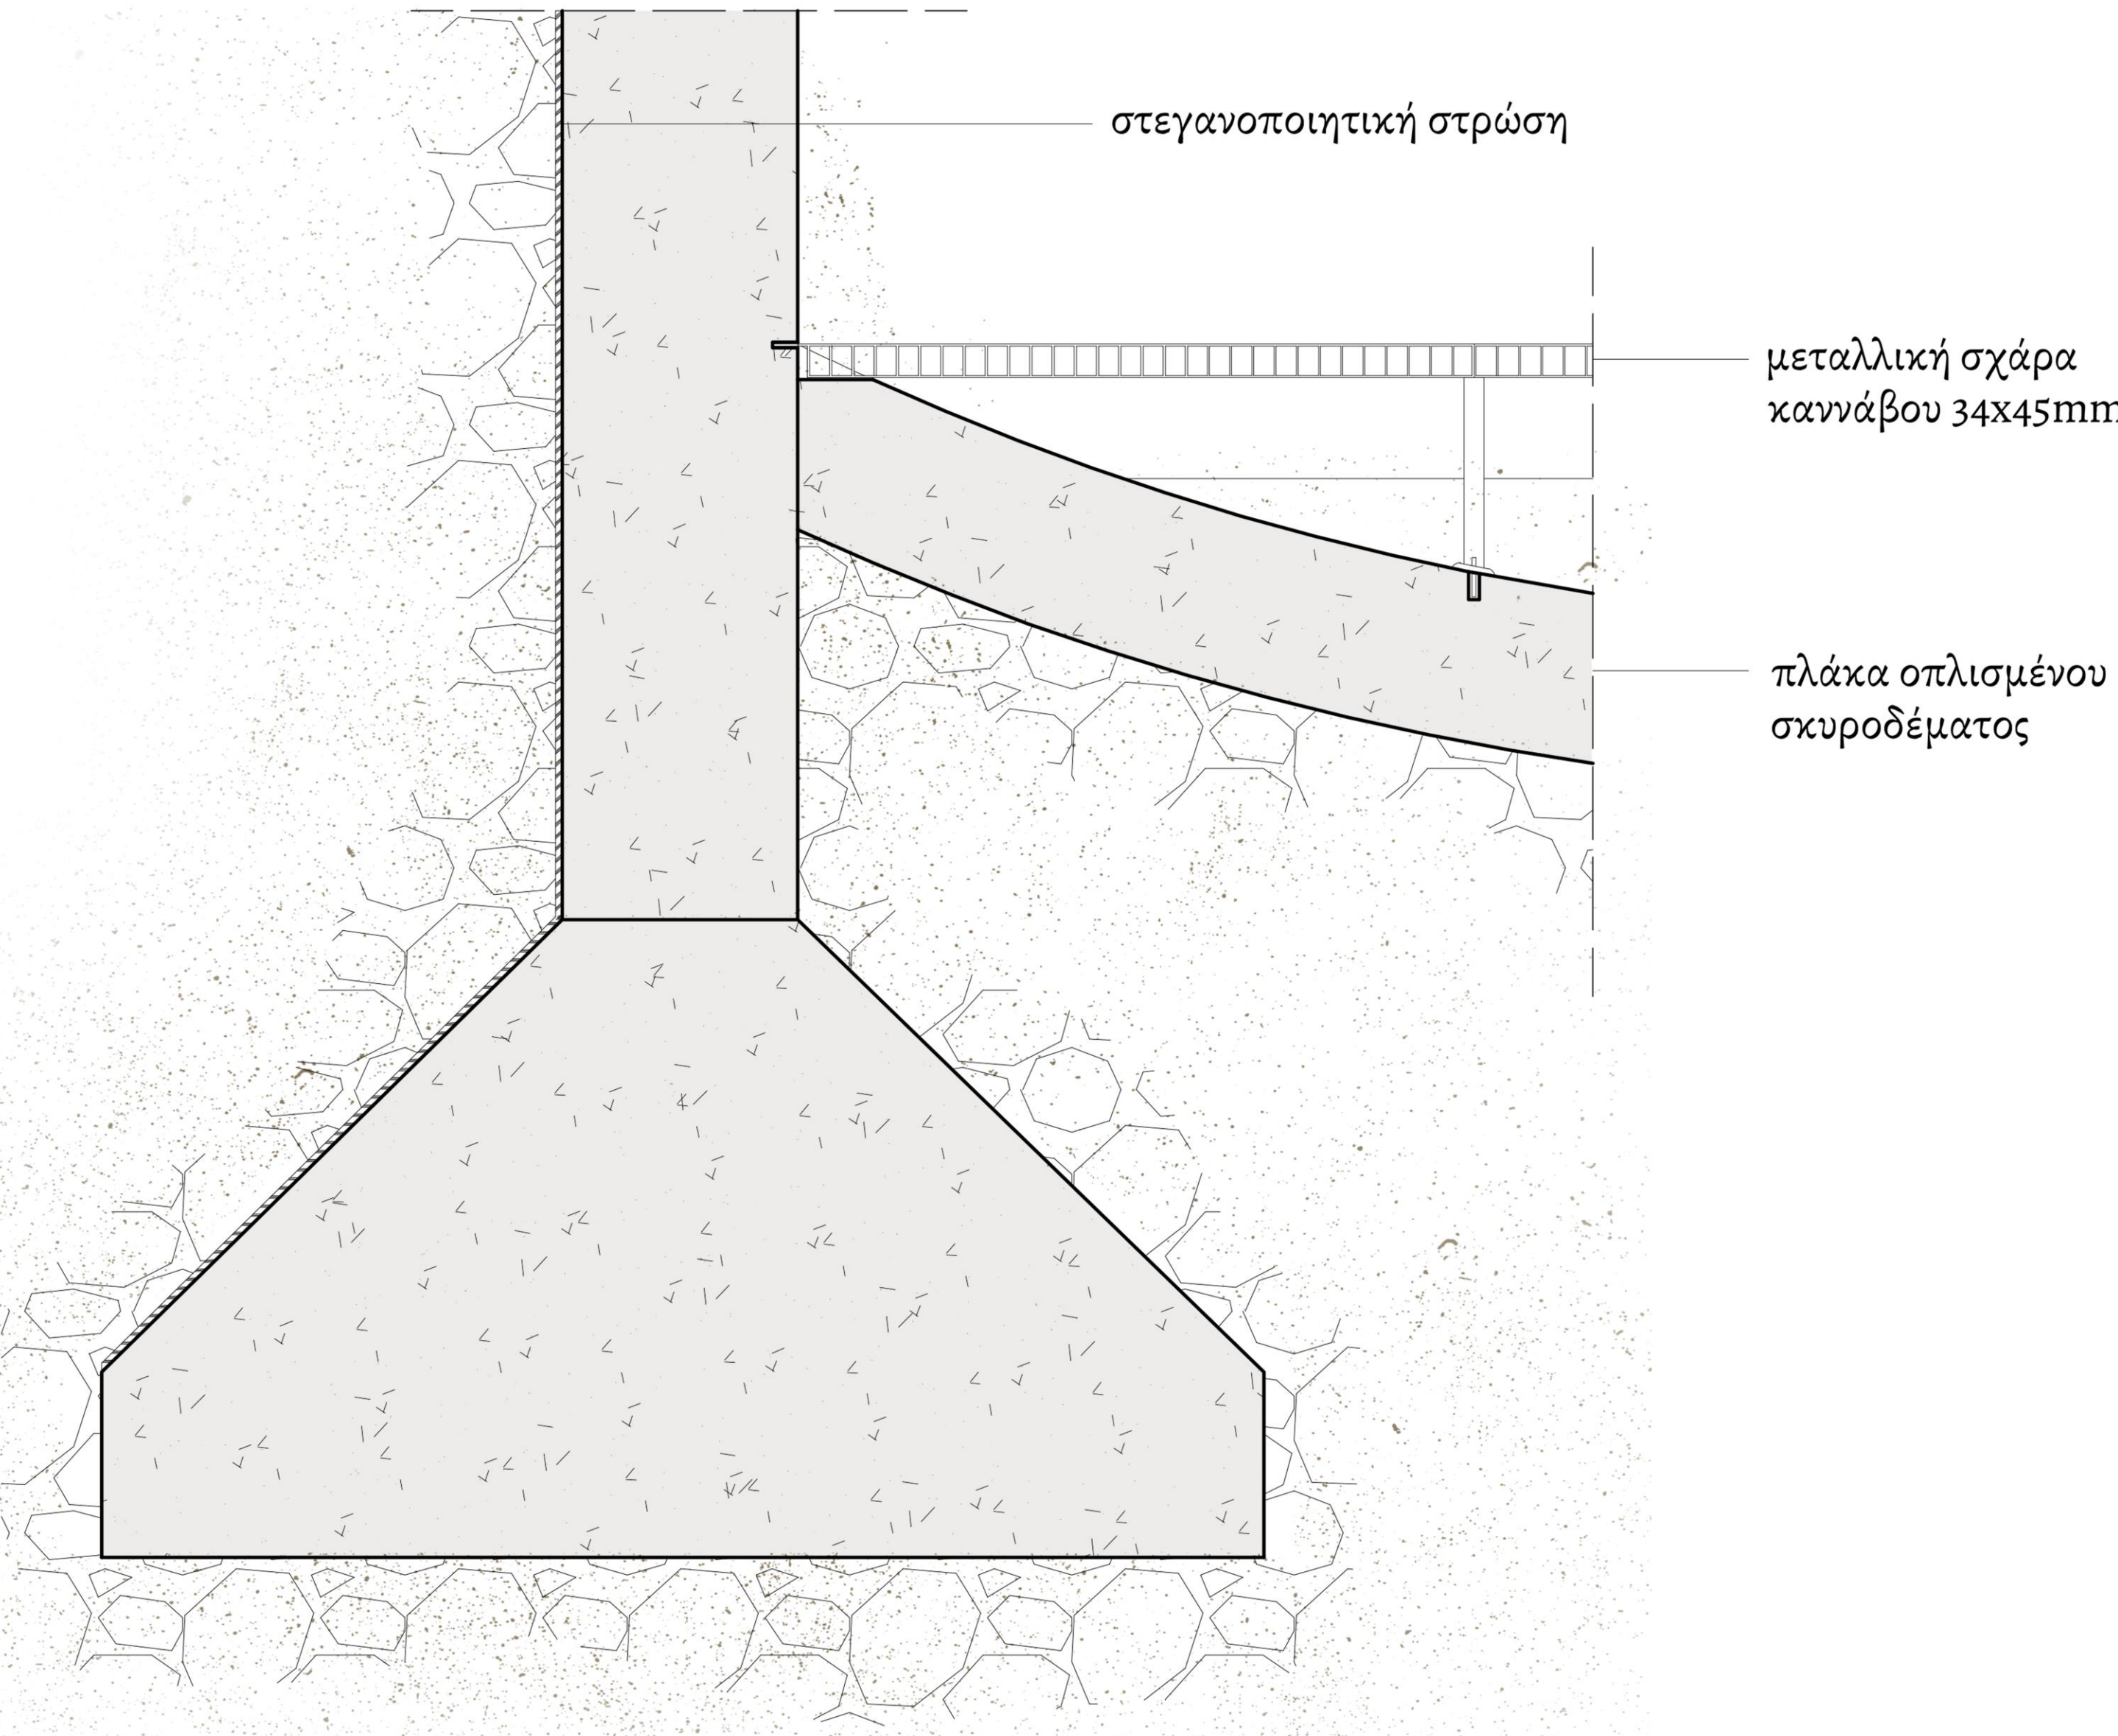 στεγανοποιητική στρώση
μεταλλική σχάρα
καννάβου 34x45mm
πλάκα οπλισμένου
σκυροδέματος